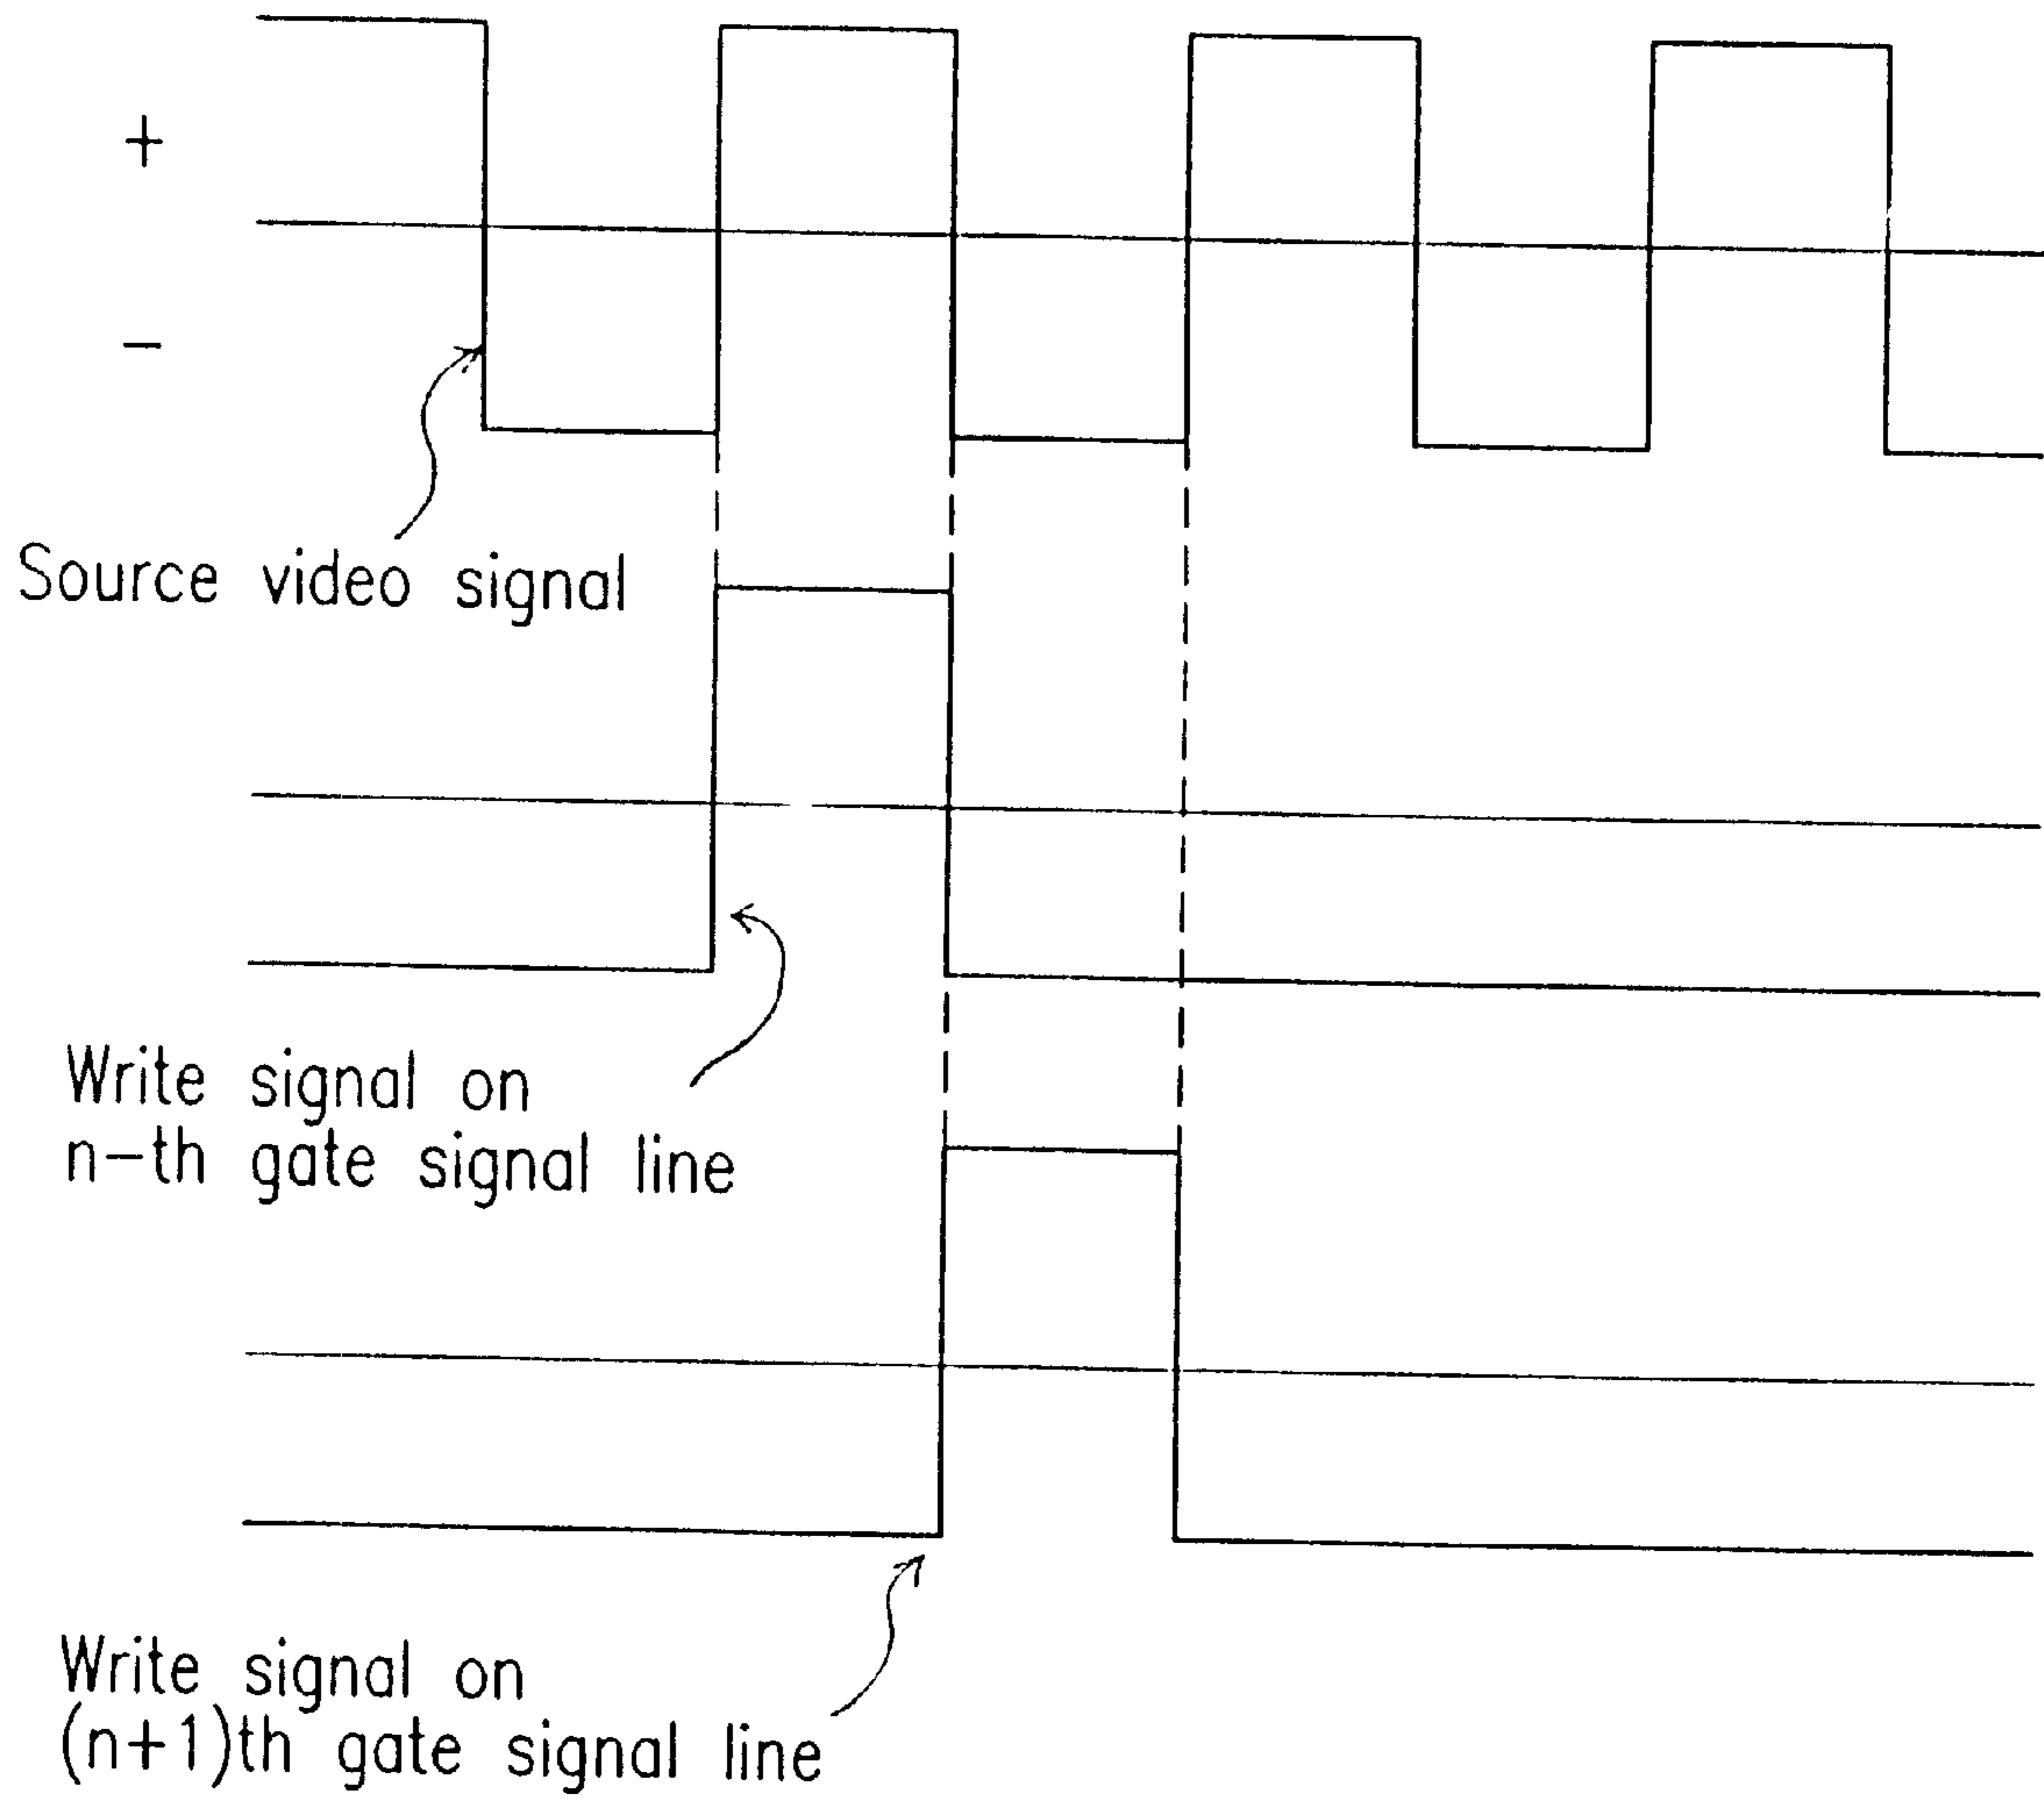 +
−
Source video signal
Write signal on
n−th gate signal line
Write signal on
(n+1)th gate signal line